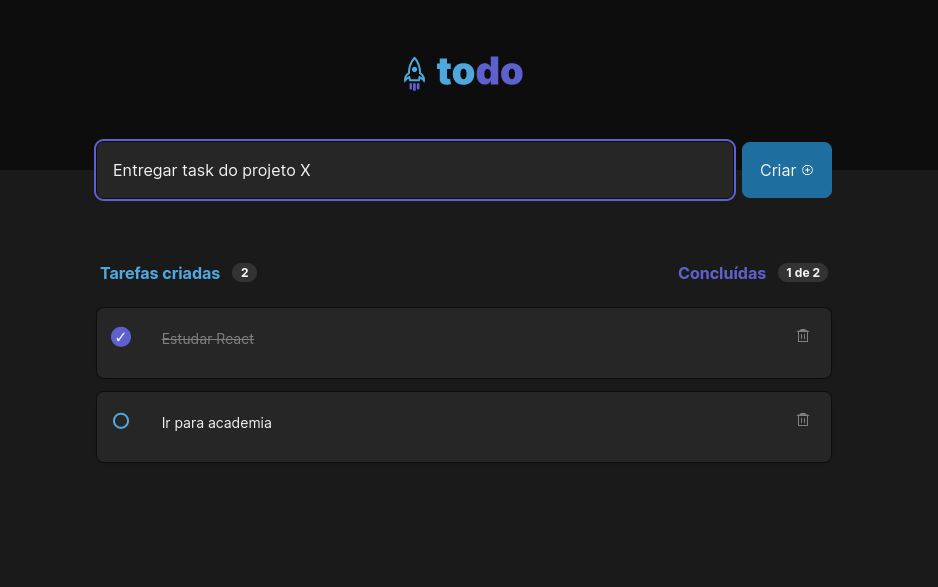 todo
Entregar task do projeto X
Criar
Tarefas criadas 2
Concluídas 1 de 2
Estudar React
Ir para academia